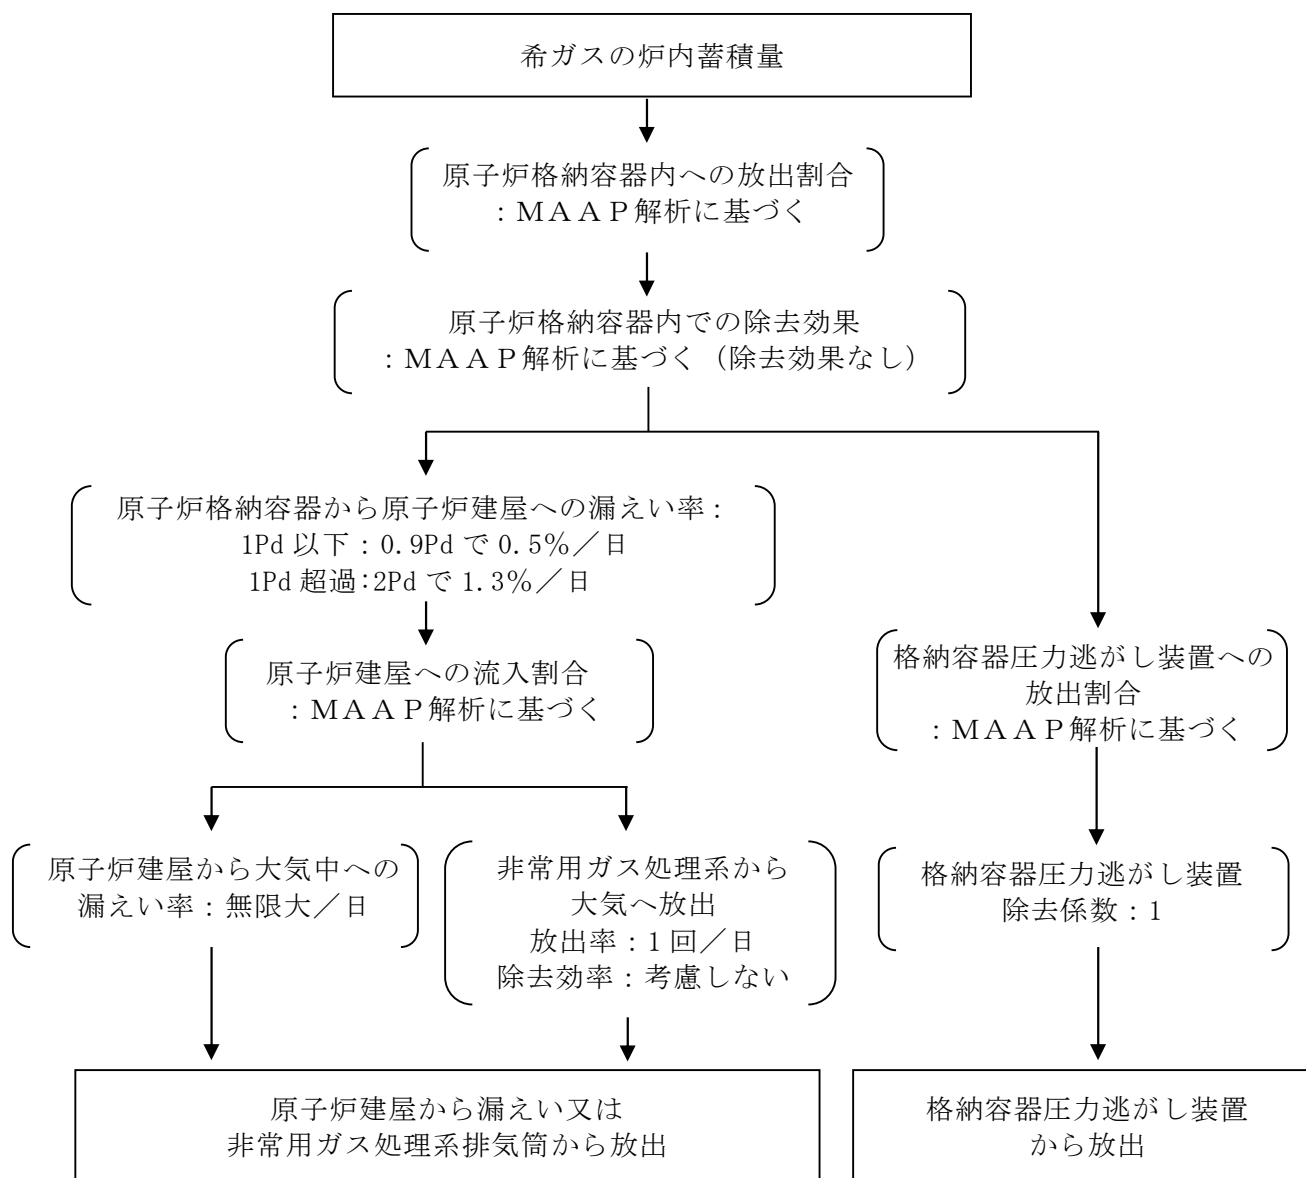 希ガスの炉内蓄積量
原子炉格納容器内への放出割合
：ＭＡＡＰ解析に基づく
原子炉格納容器内での除去効果
：ＭＡＡＰ解析に基づく（除去効果なし）
原子炉格納容器から原子炉建屋への漏えい率：
1Pd 以下：0.9Pd で 0.5％／日
1Pd 超過：2Pd で 1.3％／日
原子炉建屋への流入割合
：ＭＡＡＰ解析に基づく
格納容器圧力逃がし装置への
放出割合
：ＭＡＡＰ解析に基づく
原子炉建屋から大気中への
漏えい率：無限大／日
非常用ガス処理系から
大気へ放出
放出率：1 回／日
除去効率：考慮しない
格納容器圧力逃がし装置
除去係数：1
原子炉建屋から漏えい又は
非常用ガス処理系排気筒から放出
格納容器圧力逃がし装置
から放出